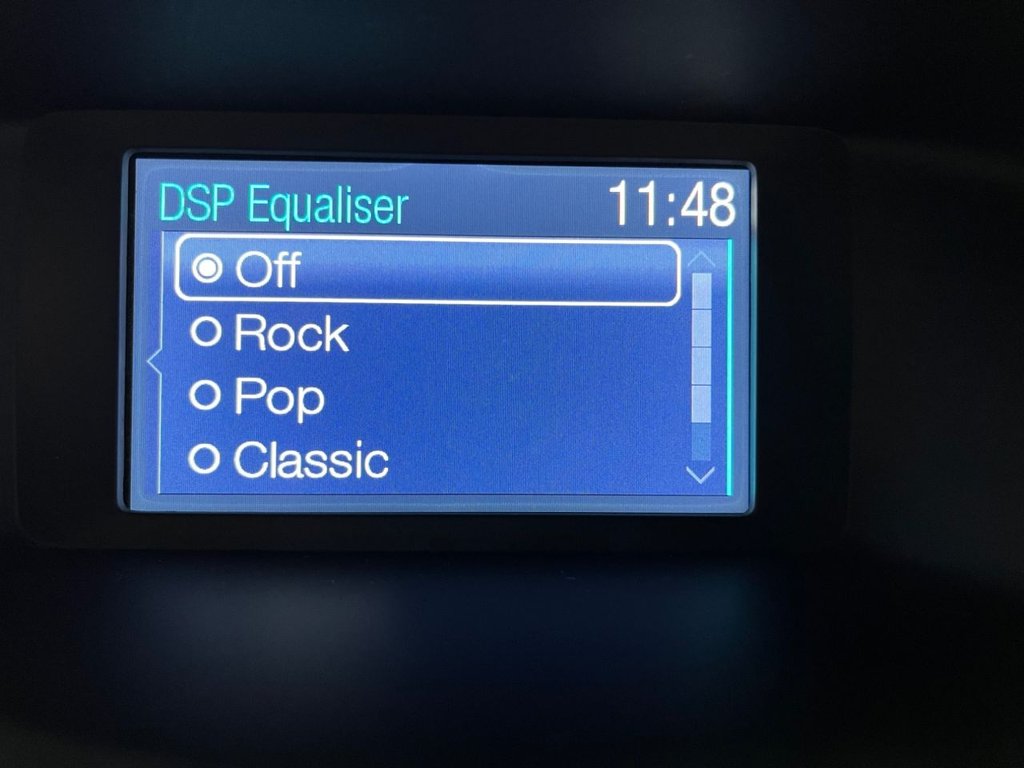 DSP Equaliser 11:48
Off
Rock
Pop
Classic